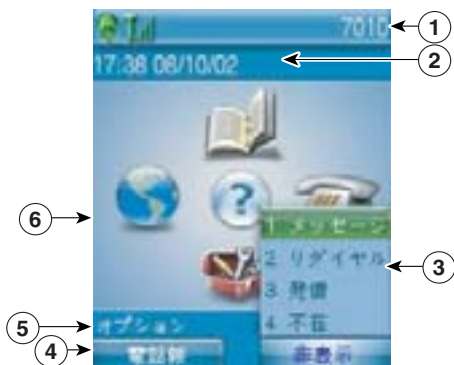 7010
1
17:38 08/10/02
2
6
1 メッセージ
2 リダイヤル
3
3 発信
4 不在
5
オプション
4
電話帳
非表示